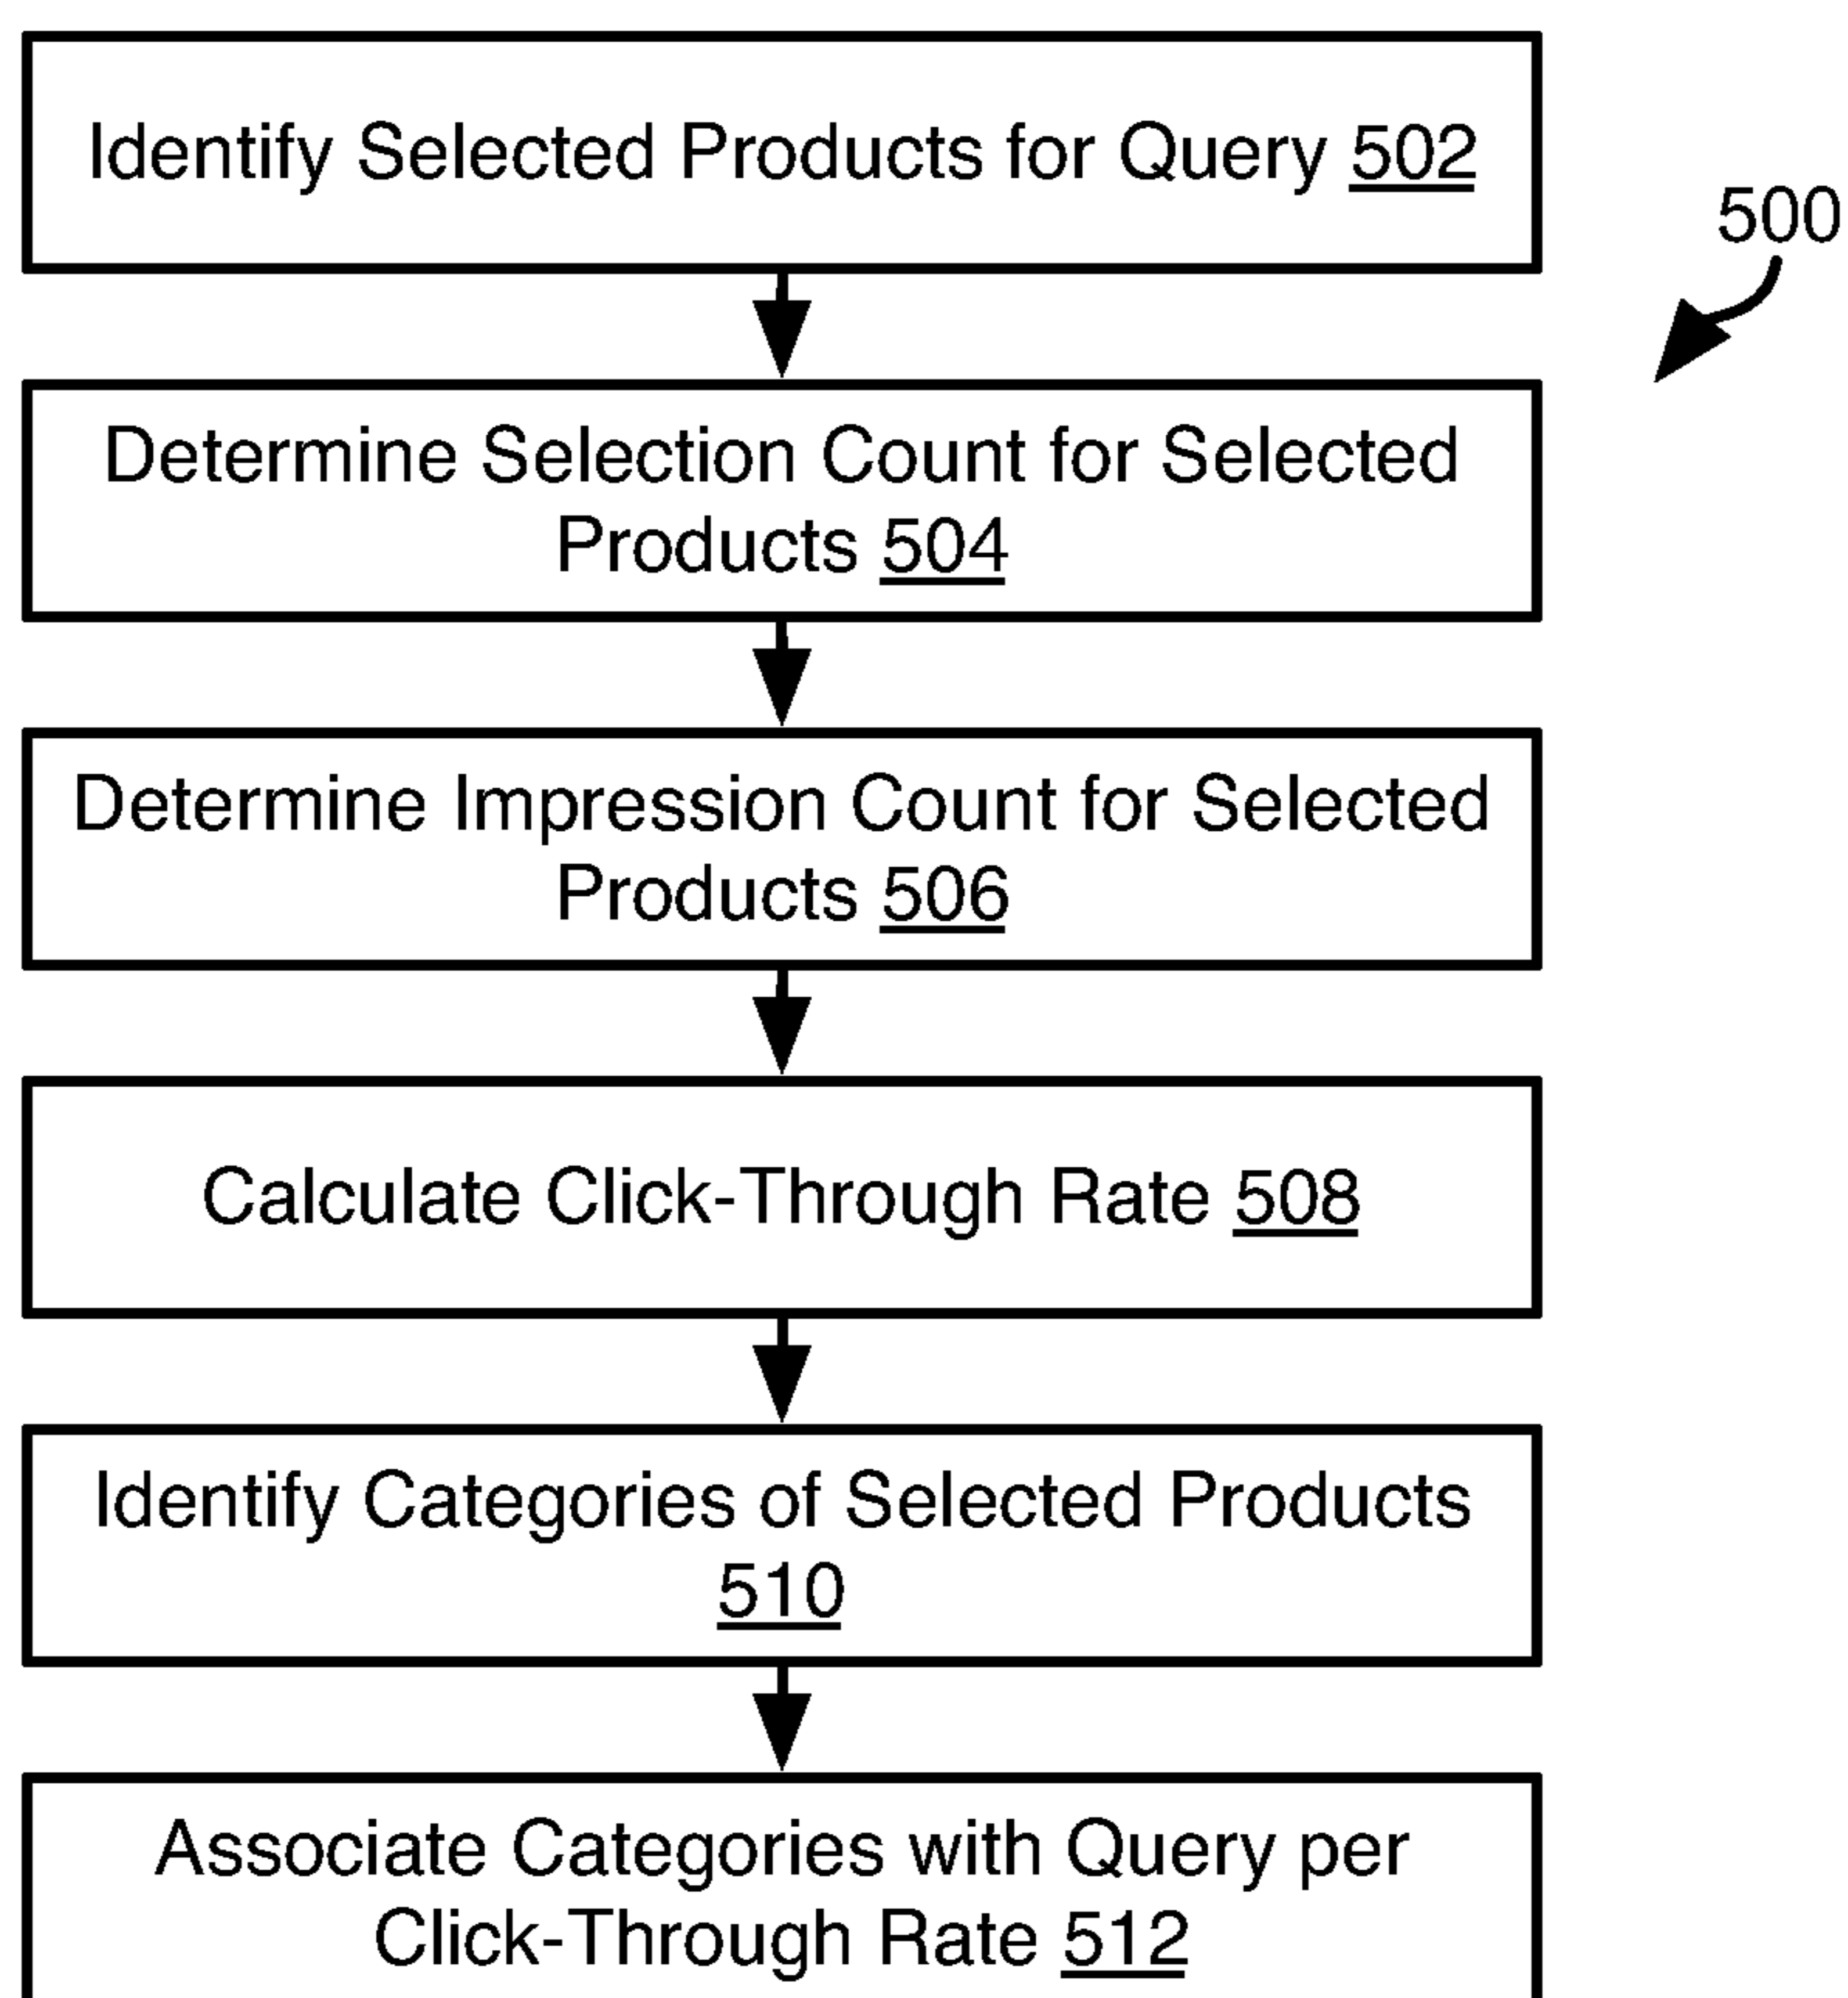 Identify Selected Products for Query 502
500
Determine Selection Count for Selected
Products 504
Determine Impression Count for Selected
Products 506
Calculate Click-Through Rate 508
Identify Categories of Selected Products
510
Associate Categories with Query per
Click-Through Rate 512